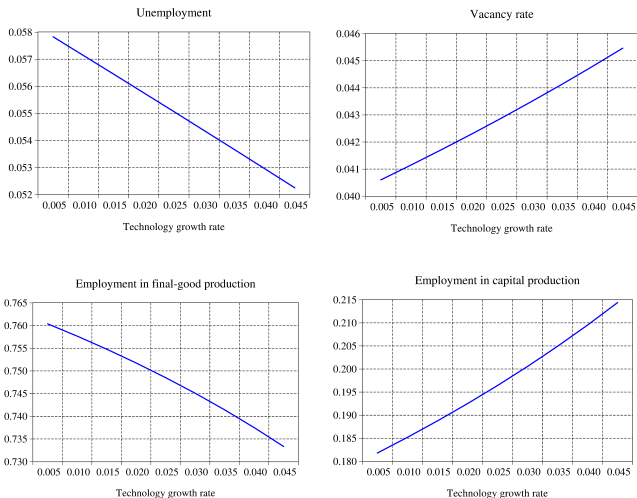 Unemployment
0.058
0.057
0.056
0.055
0.054
0.053
0.052
0.005 0.010 0.015 0.020 0.025 0.030 0.035 0.040 0.045
Technology growth rate
Vacancy rate
0.046
0.045
0.044
0.043
0.042
0.041
0.040
0.005 0.010 0.015 0.020 0.025 0.030 0.035 0.040 0.045
Technology growth rate
Employment in final-good production
0.765
0.760
0.755
0.750
0.745
0.740
0.735
0.730
0.005 0.010 0.015 0.020 0.025 0.030 0.035 0.040 0.045
Technology growth rate
Employment in capital production
0.215
0.210
0.205
0.200
0.195
0.190
0.185
0.180
0.005 0.010 0.015 0.020 0.025 0.030 0.035 0.040 0.045
Technology growth rate